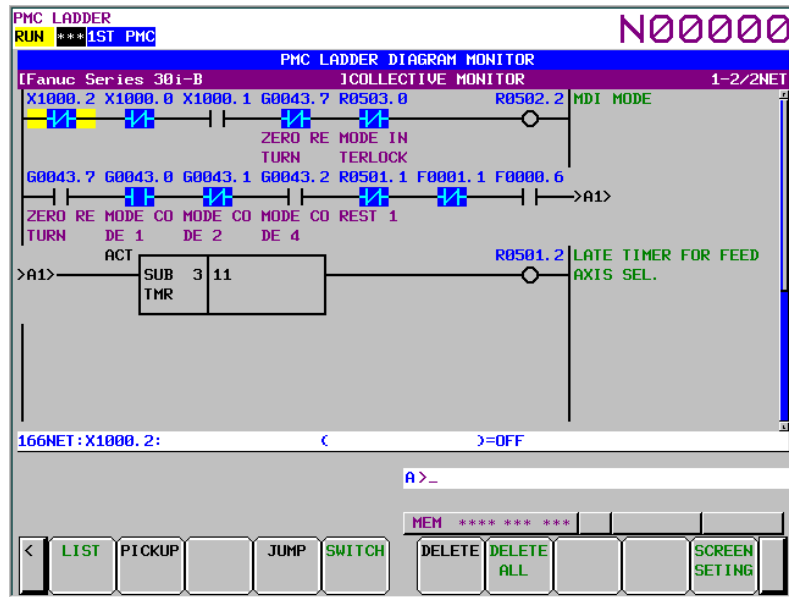 PMC LADDER
N00000
RUN ***1ST PMC
PMC LADDER DIAGRAM MONITOR
[Fanuc Series 30i-B ]COLLECTIVE MONITOR 1-2/2NET
X1000.2 X1000.0 X1000.1 G0043.7 R0503.0 R0502.2 MDI MODE
ZERO RE MODE IN
TURN TERLOCK
G0043.7 G0043.0 G0043.1 G0043.2 R0501.1 F0001.1 F0000.6
>A1>
ZERO RE MODE CO MODE CO MODE CO REST 1
TURN DE 1 DE 2 DE 4
ACT R0501.2 LATE TIMER FOR FEED
>A1> SUB 3 11 AXIS SEL.
TMR
166NET:X1000.2: ( )=OFF
A>_
MEM **** *** ***
< LIST PICKUP JUMP SWITCH DELETE DELETE SCREEN
ALL SETING